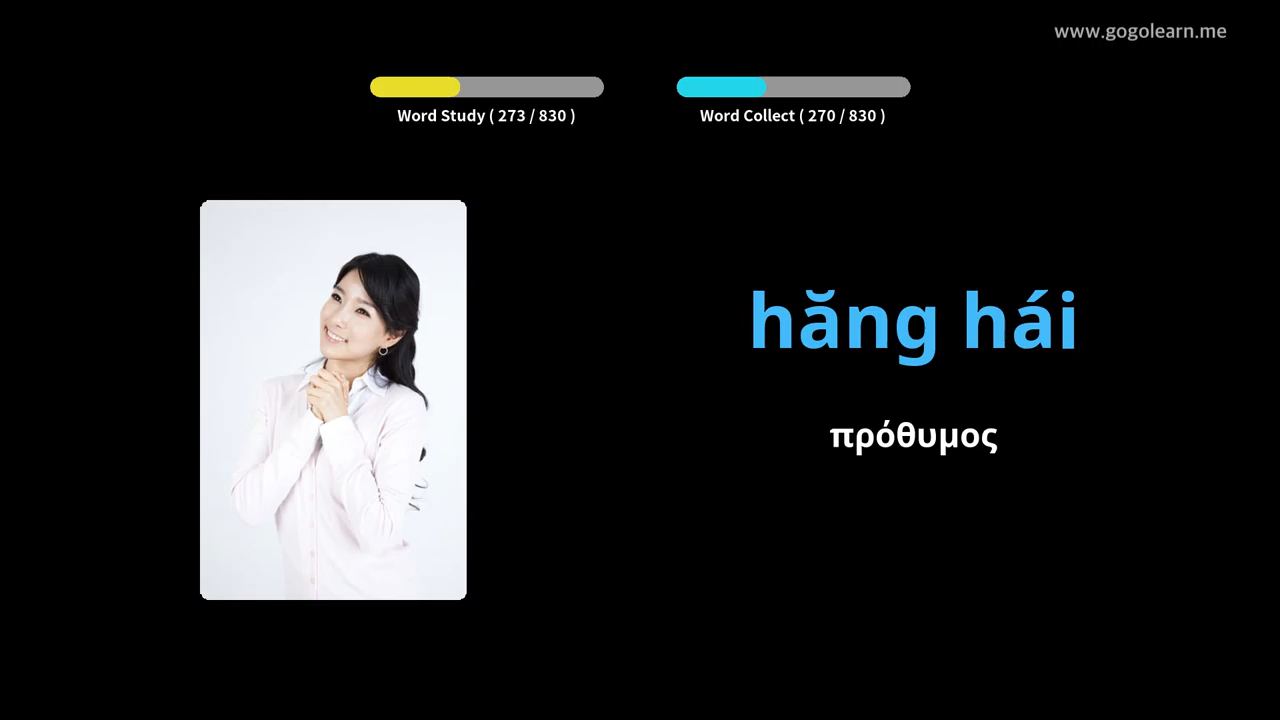 www.gogolearn.me
Word Study ( 273 / 830 )
Word Collect ( 270 / 830 )
hăng hái
πρόθυμος